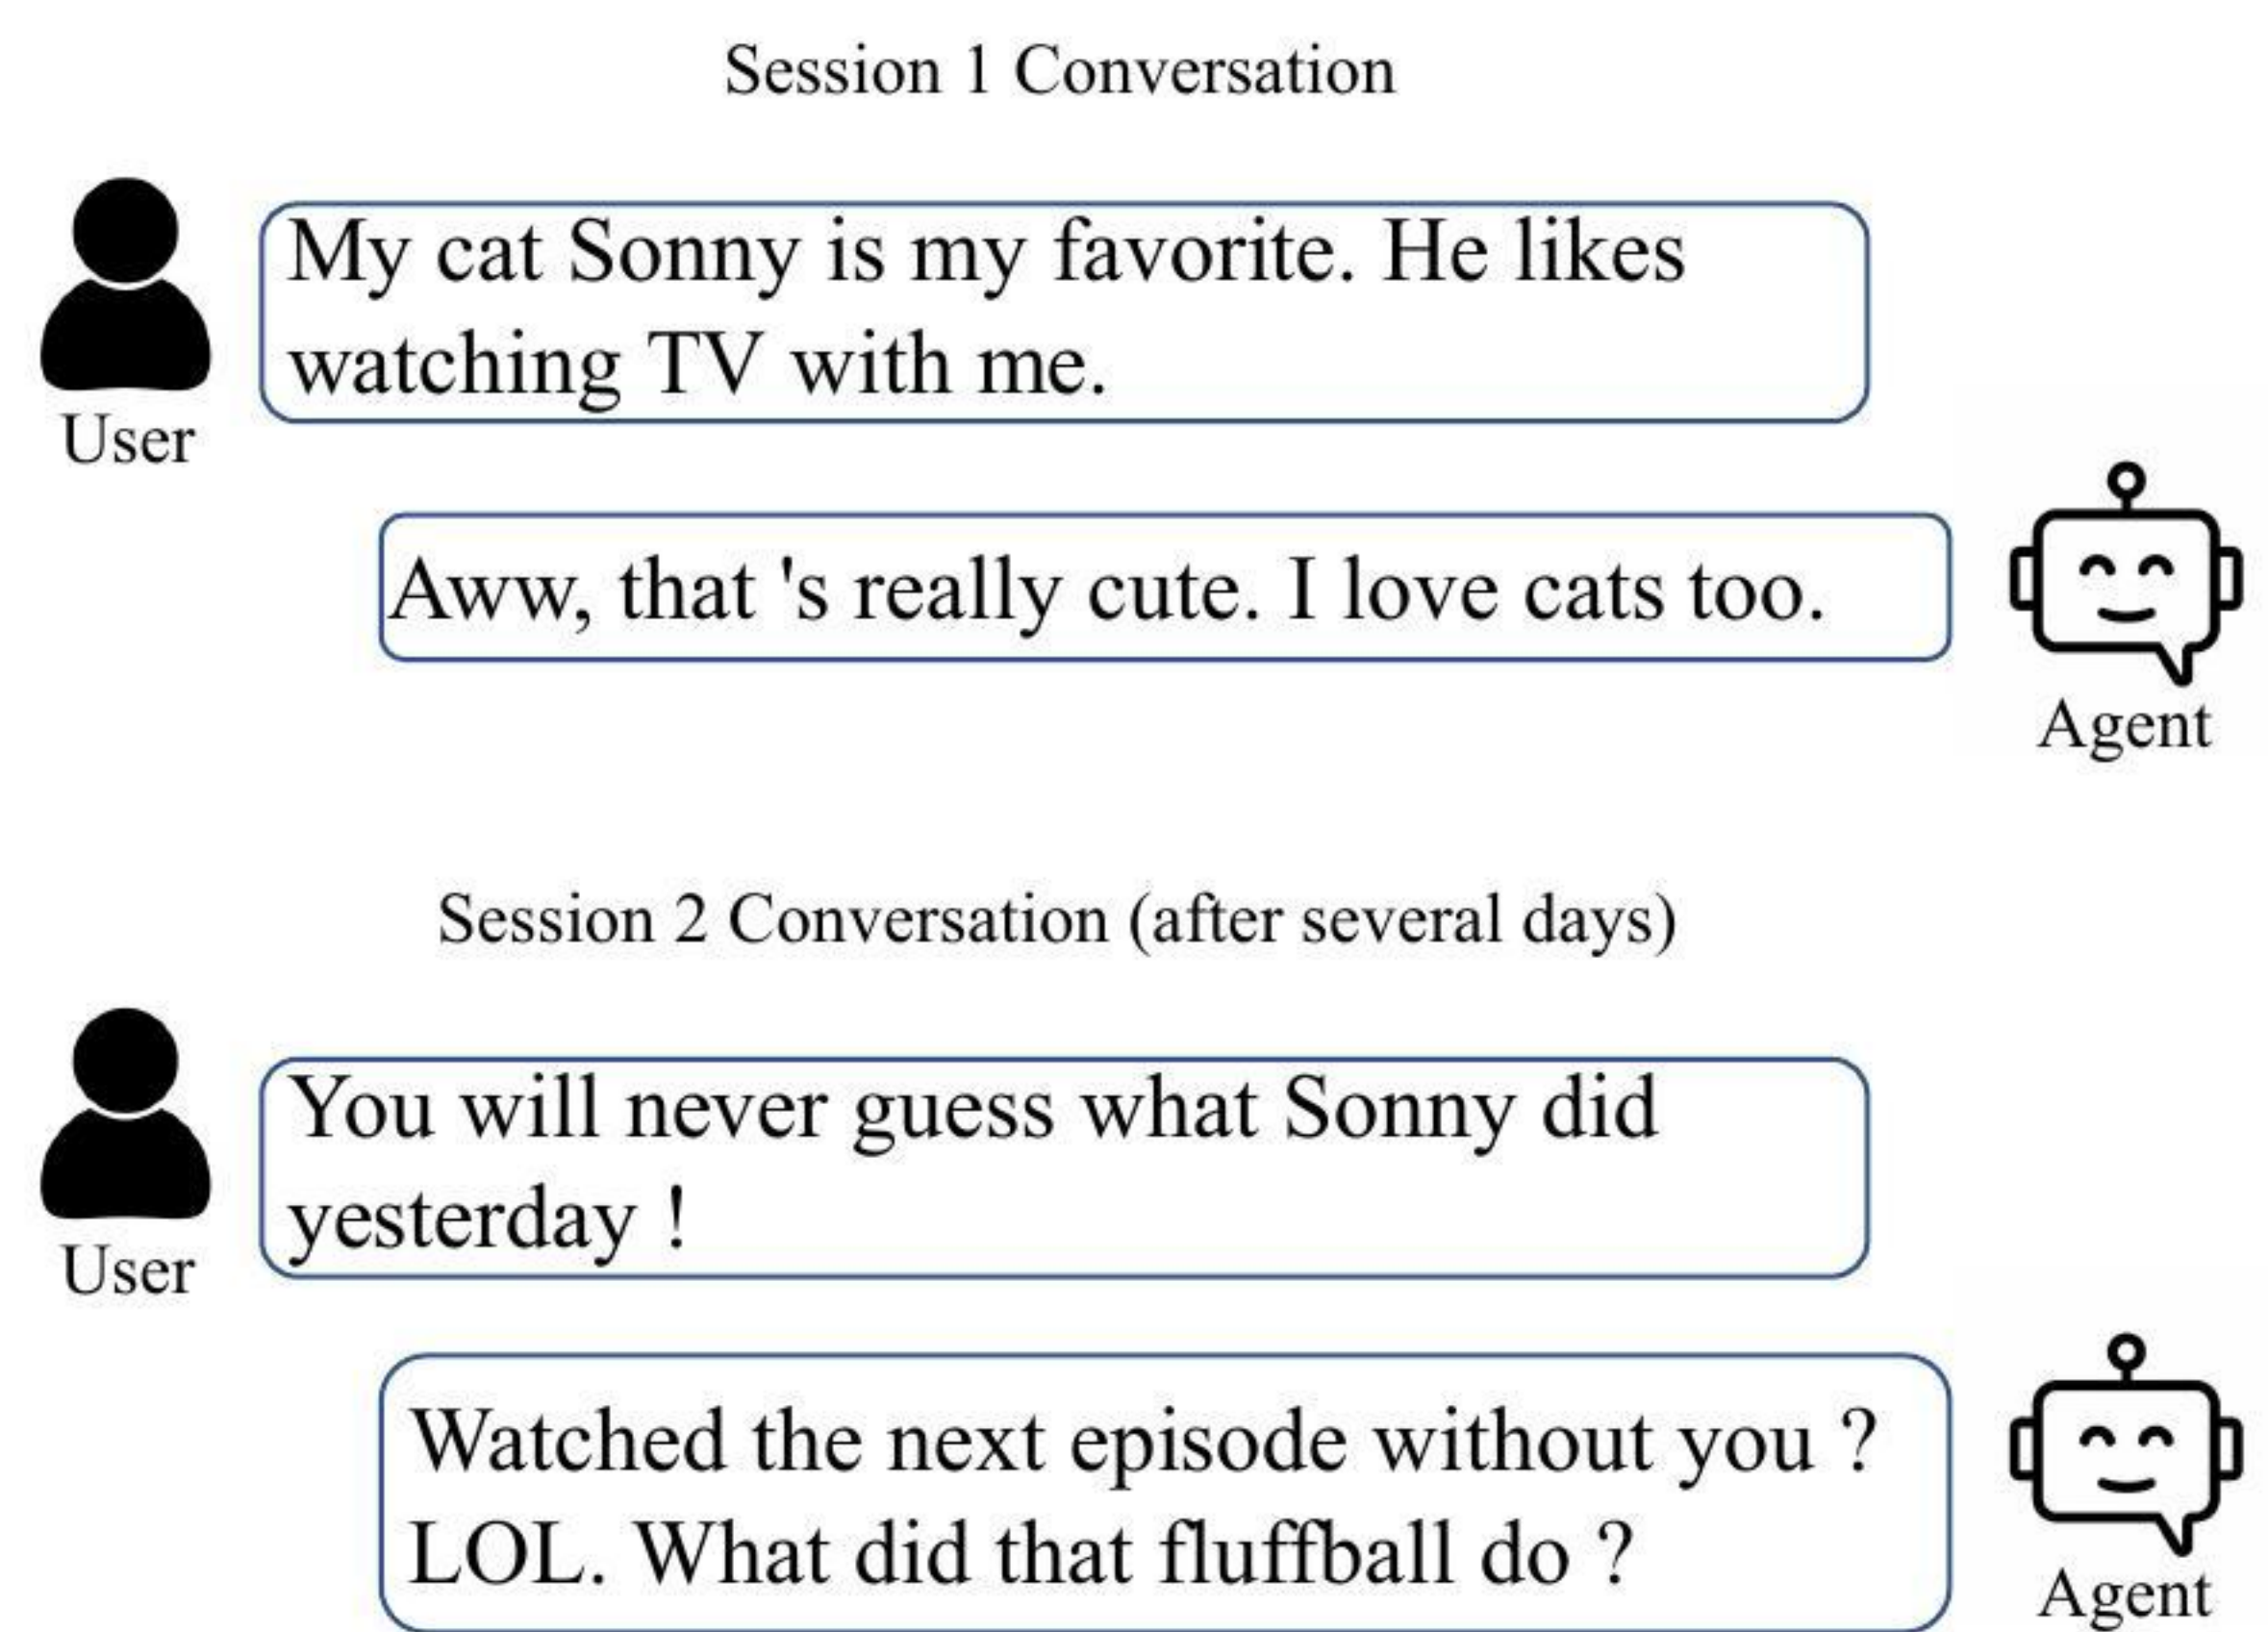 Session 1 Conversation
My cat Sonny is my favorite. He likes
watching TV with me.
User
Aww, that 's really cute. I love cats too.
Agent
Session 2 Conversation (after several days)
You will never guess what Sonny did
yesterday !
User
Watched the next episode without you ?
LOL. What did that fluffball do ?
Agent